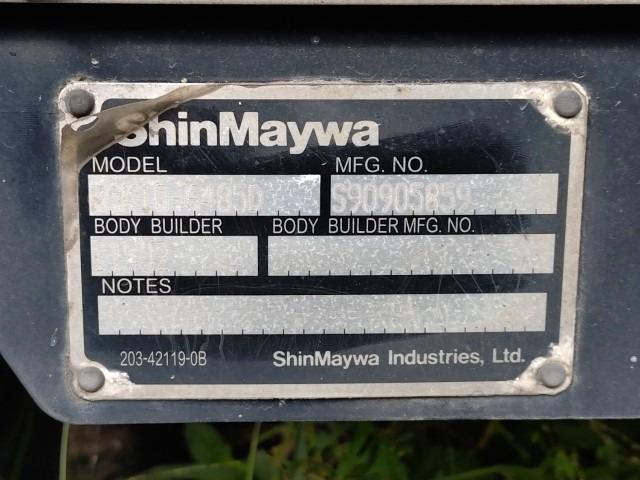 ShinMaywa
MODEL MFG. NO.
S90905859
BODY BUILDER BODY BUILDER MFG. NO.
NOTES
203-42119-0B ShinMaywa Industries, Ltd.